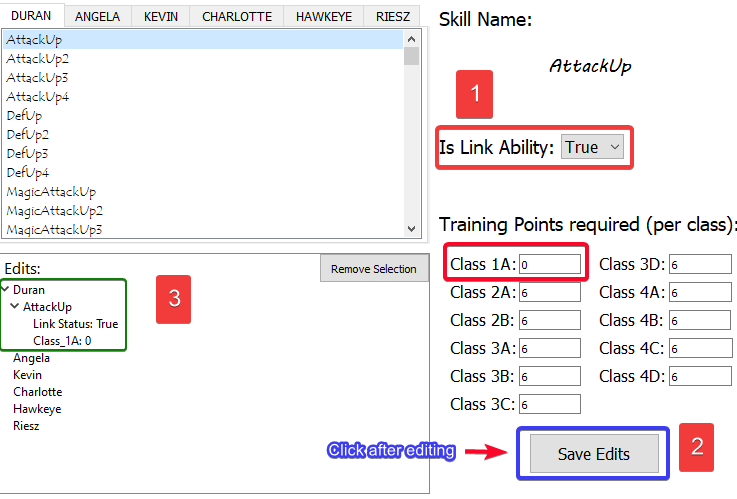 DURAN ANGELA KEVIN CHARLOTTE HAWKEYE RIESZ
AttackUp
AttackUp2
AttackUp3
AttackUp4
DefUp
DefUp2
DefUp3
DefUp4
MagicAttackUp
MagicAttackUp2
MagicAttackUp3
Skill Name:
AttackUp
1
Is Link Ability: True
Training Points required (per class):
Class 1A: 0 Class 3D: 6
Class 2A: 6 Class 4A: 6
Class 2B: 6 Class 4B: 6
Class 3A: 6 Class 4C: 6
Class 3B: 6 Class 4D: 6
Class 3C: 6
Edits:
Remove Selection
Duran
AttackUp
Link Status: True
Class_1A: 0
Angela
Kevin
Charlotte
Hawkeye
Riesz
3
Click after editing
Save Edits
2